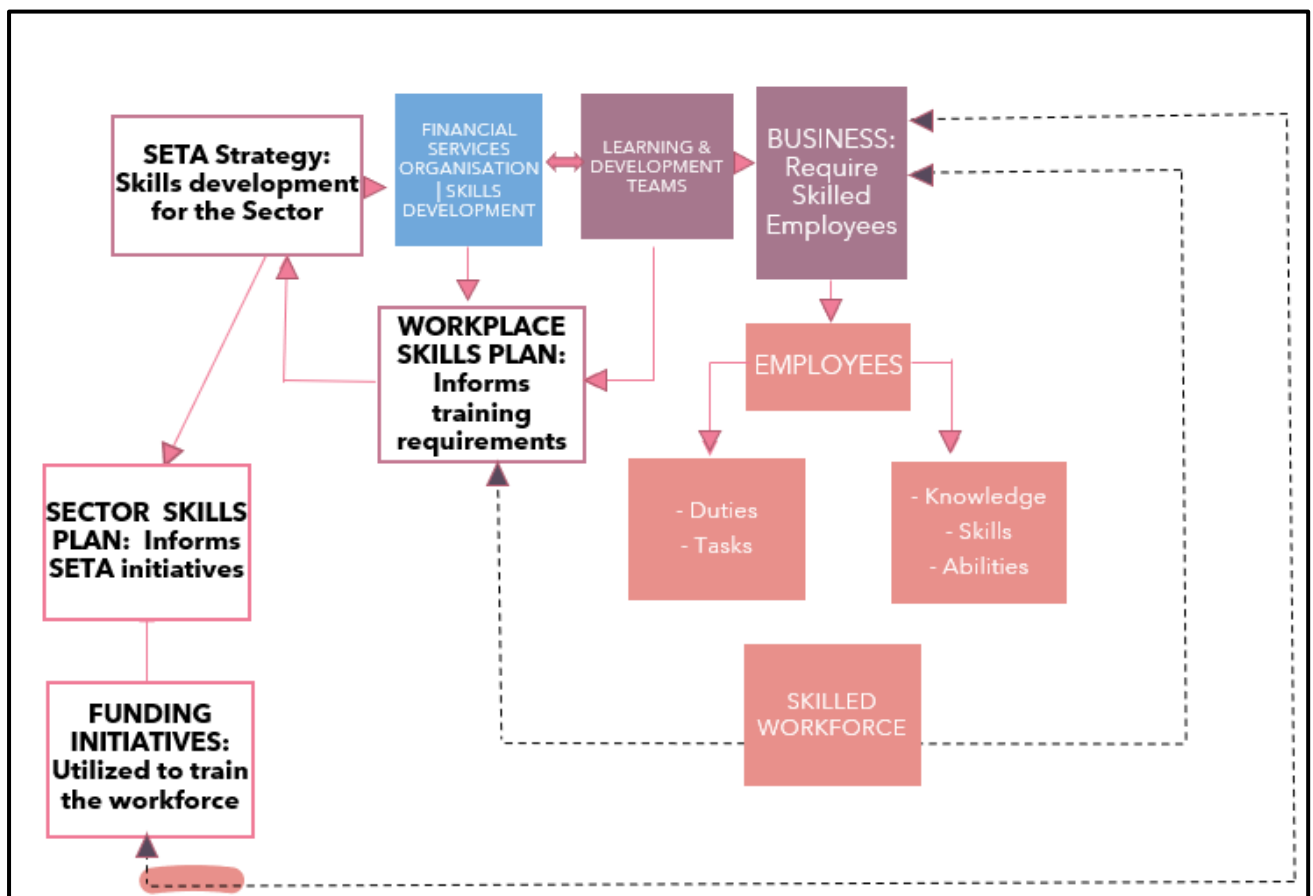 SETA Strategy:
Skills development
for the Sector
FINANCIAL
SERVICES
ORGANISATION
| SKILLS
DEVELOPMENT
LEARNING &
DEVELOPMENT
TEAMS
BUSINESS:
Require
Skilled
Employees
WORKPLACE
SKILLS PLAN:
Informs
training
requirements
EMPLOYEES
- Duties
- Tasks
- Knowledge
- Skills
- Abilities
SECTOR SKILLS
PLAN: Informs
SETA initiatives
SKILLED
WORKFORCE
FUNDING
INITIATIVES:
Utilized to train
the workforce